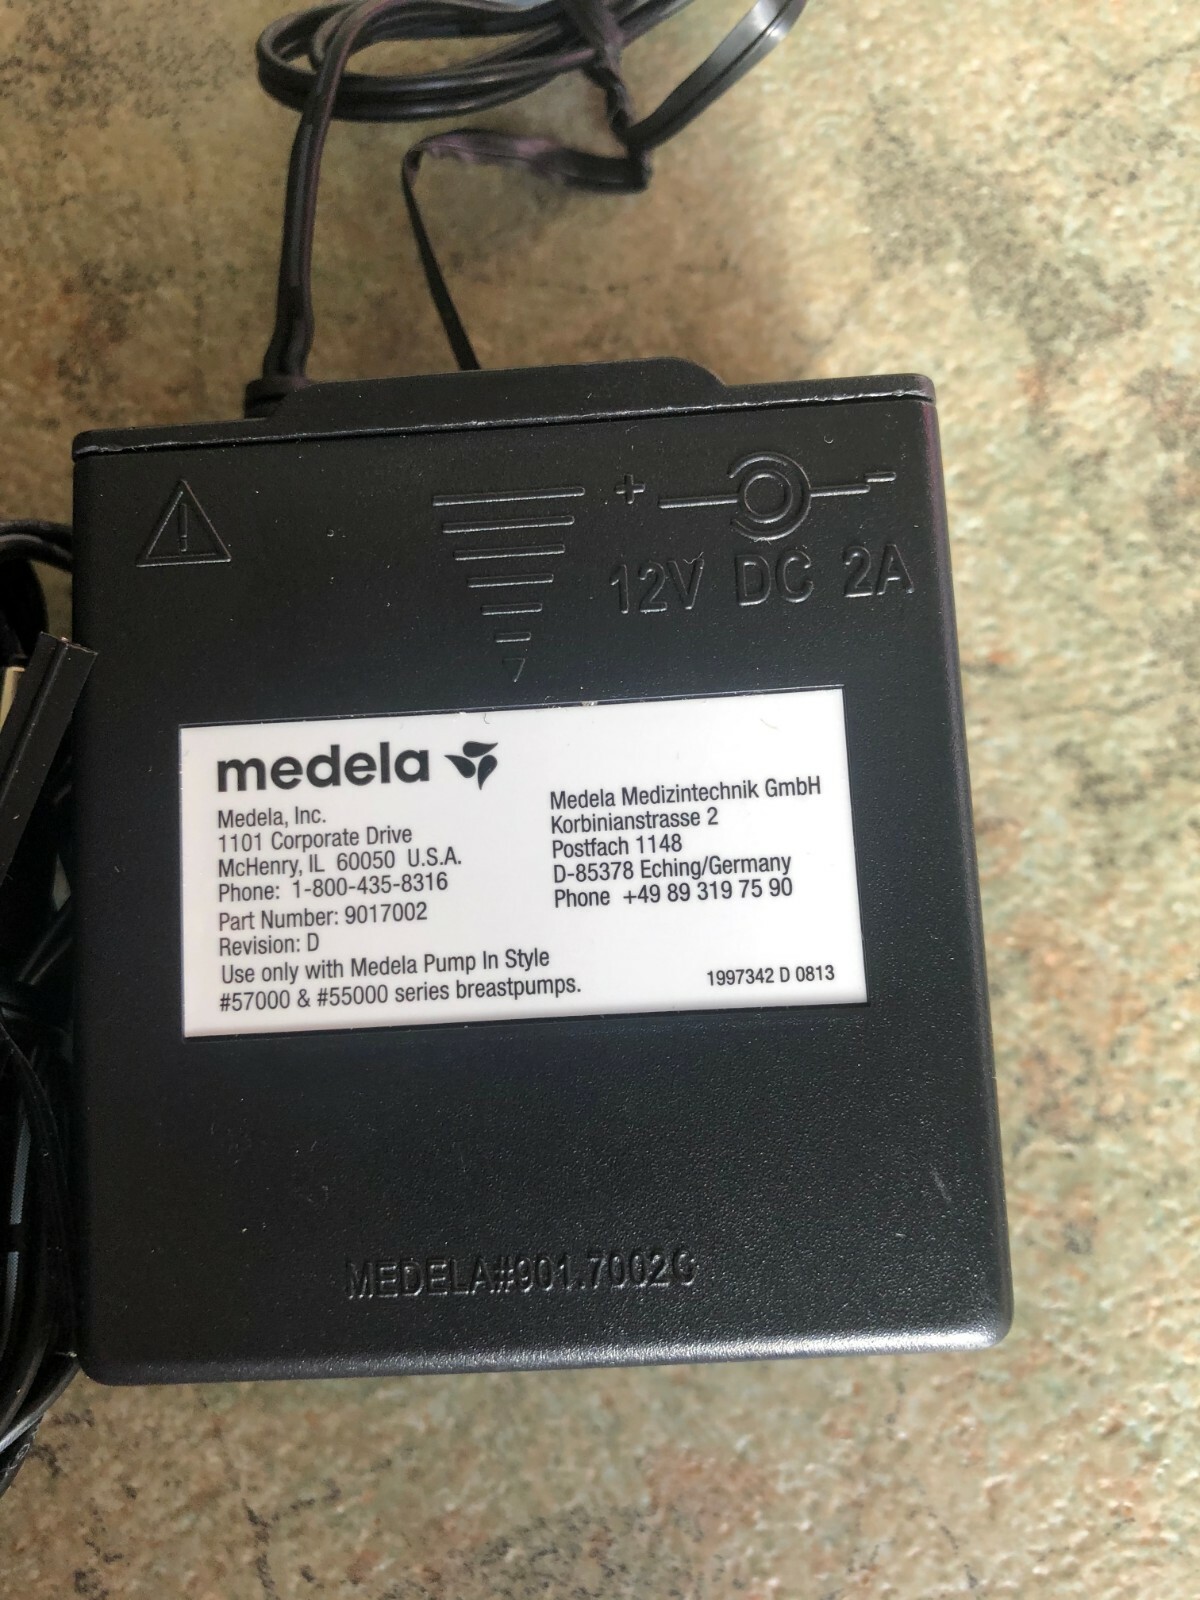 + -
12V DC 2A
medela
Medela, Inc.
1101 Corporate Drive
McHenry, IL 60050 U.S.A.
Phone: 1-800-435-8316
Part Number: 9017002
Revision: D
Use only with Medela Pump In Style
#57000 & #55000 series breastpumps.
Medela Medizintechnik GmbH
Korbinianstrasse 2
Postfach 1148
D-85378 Eching/Germany
Phone +49 89 319 75 90
1997342 D 0813
MEDELA#901.7002G